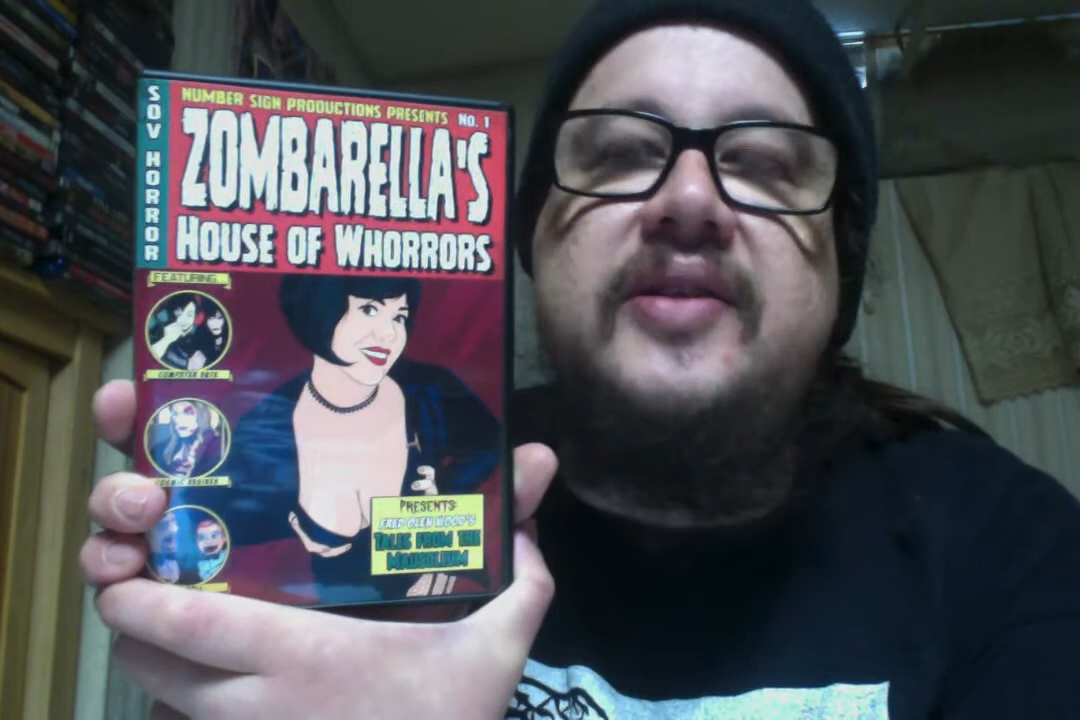 SOV HORROR
NUMBER SIGN PRODUCTIONS PRESENTS NO. 1
ZOMBARELLA'S
HOUSE OF WHORRORS
FEATURING...
COMPUTER DATE
PRESENTS:
FRED OLEN WOOD'S
TALES FROM THE
MAUSOLEUM